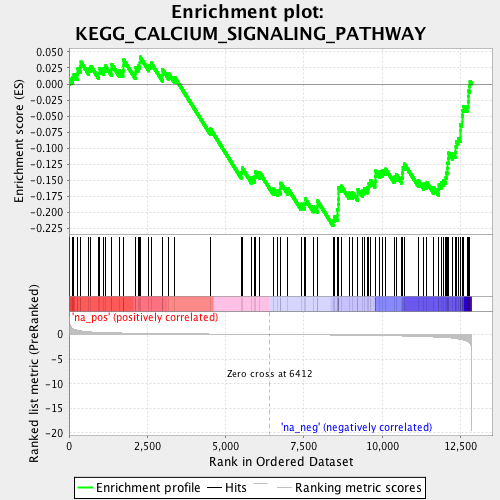 Enrichment plot:
KEGG_CALCIUM_SIGNALING_PATHWAY
Enrichment score (ES)
0.050
0.025
0.000
-0.025
-0.050
-0.075
-0.100
-0.125
-0.150
-0.175
-0.200
-0.225
'na_pos' (positively correlated)
Ranked list metric (PreRanked)
0
-5
-10
-15
-20
Zero cross at 6412
'na_neg' (negatively correlated)
0
2,500
5,000
7,500
10,000
12,500
Rank in Ordered Dataset
Enrichment profile
Hits
Ranking metric scores